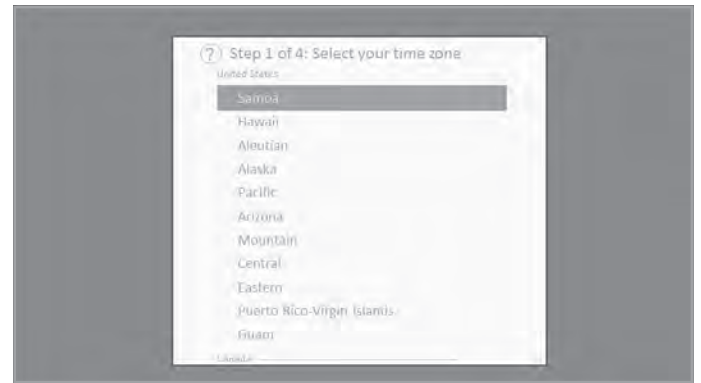 ? Step 1 of 4: Select your time zone
United States
Samoa
Hawaii
Aleutian
Alaska
Pacific
Arizona
Mountain
Central
Eastern
Puerto Rico-Virgin Islands
Guam
Canada